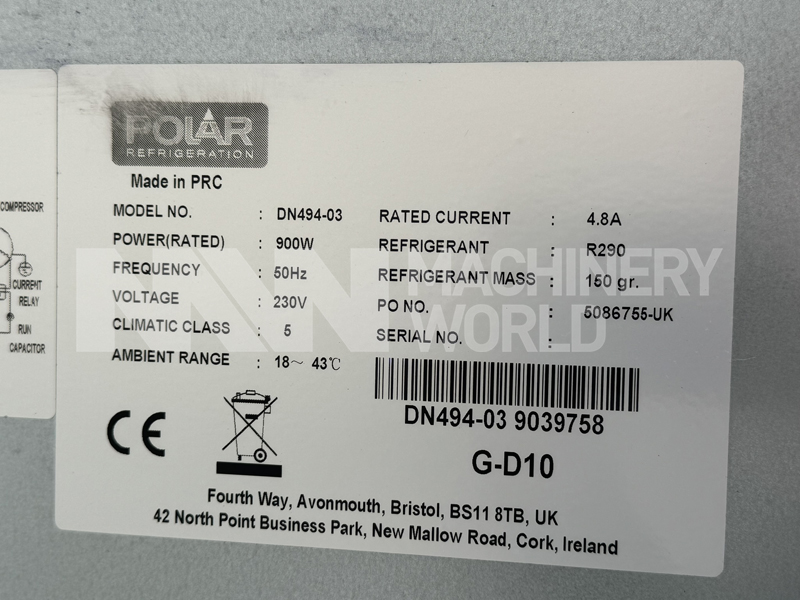 POLAR
REFRIGERATION
Made in PRC
MODEL NO. : DN494-03
POWER(RATED) : 900W
FREQUENCY : 50Hz
VOLTAGE : 230V
CLIMATIC CLASS : 5
AMBIENT RANGE : 18～ 43℃
RATED CURRENT : 4.8A
REFRIGERANT : R290
REFRIGERANT MASS : 150 gr.
PO NO. : 5086755-UK
SERIAL NO. :
DN494-03 9039758
G-D10
CE
Fourth Way, Avonmouth, Bristol, BS11 8TB, UK
42 North Point Business Park, New Mallow Road, Cork, Ireland
COMPRESSOR
CURRENT
RELAY
RUN
CAPACITOR
MACHINERY
WORLD